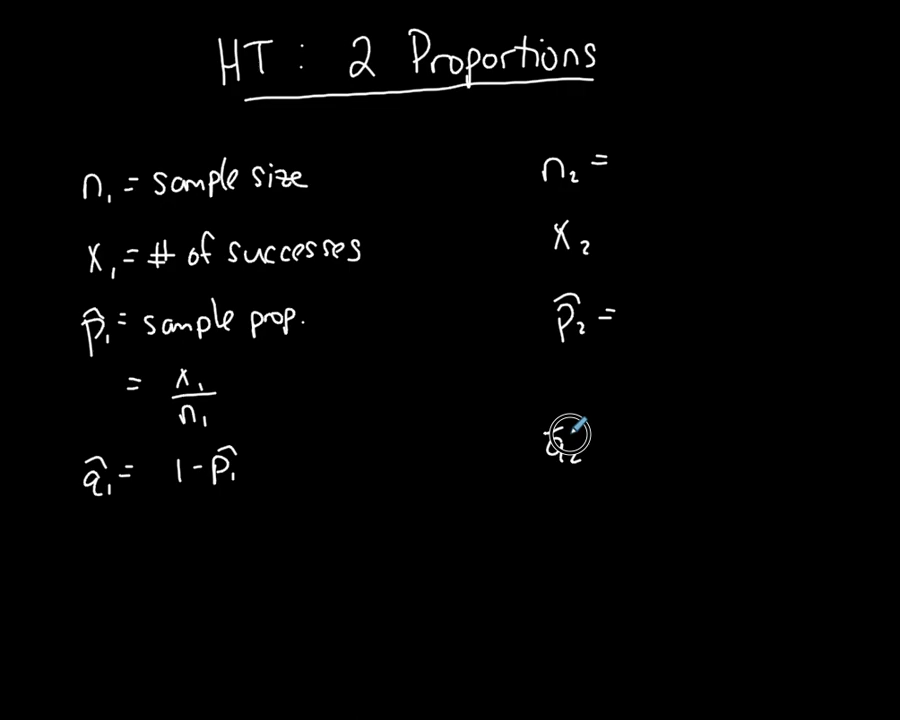 HT: 2 Proportions
n₁ = sample size
x₁ = # of successes
p̂₁ = sample prop.
= x₁/n₁
q̂₁ = 1 - p̂₁
n₂ =
x₂
p̂₂ =